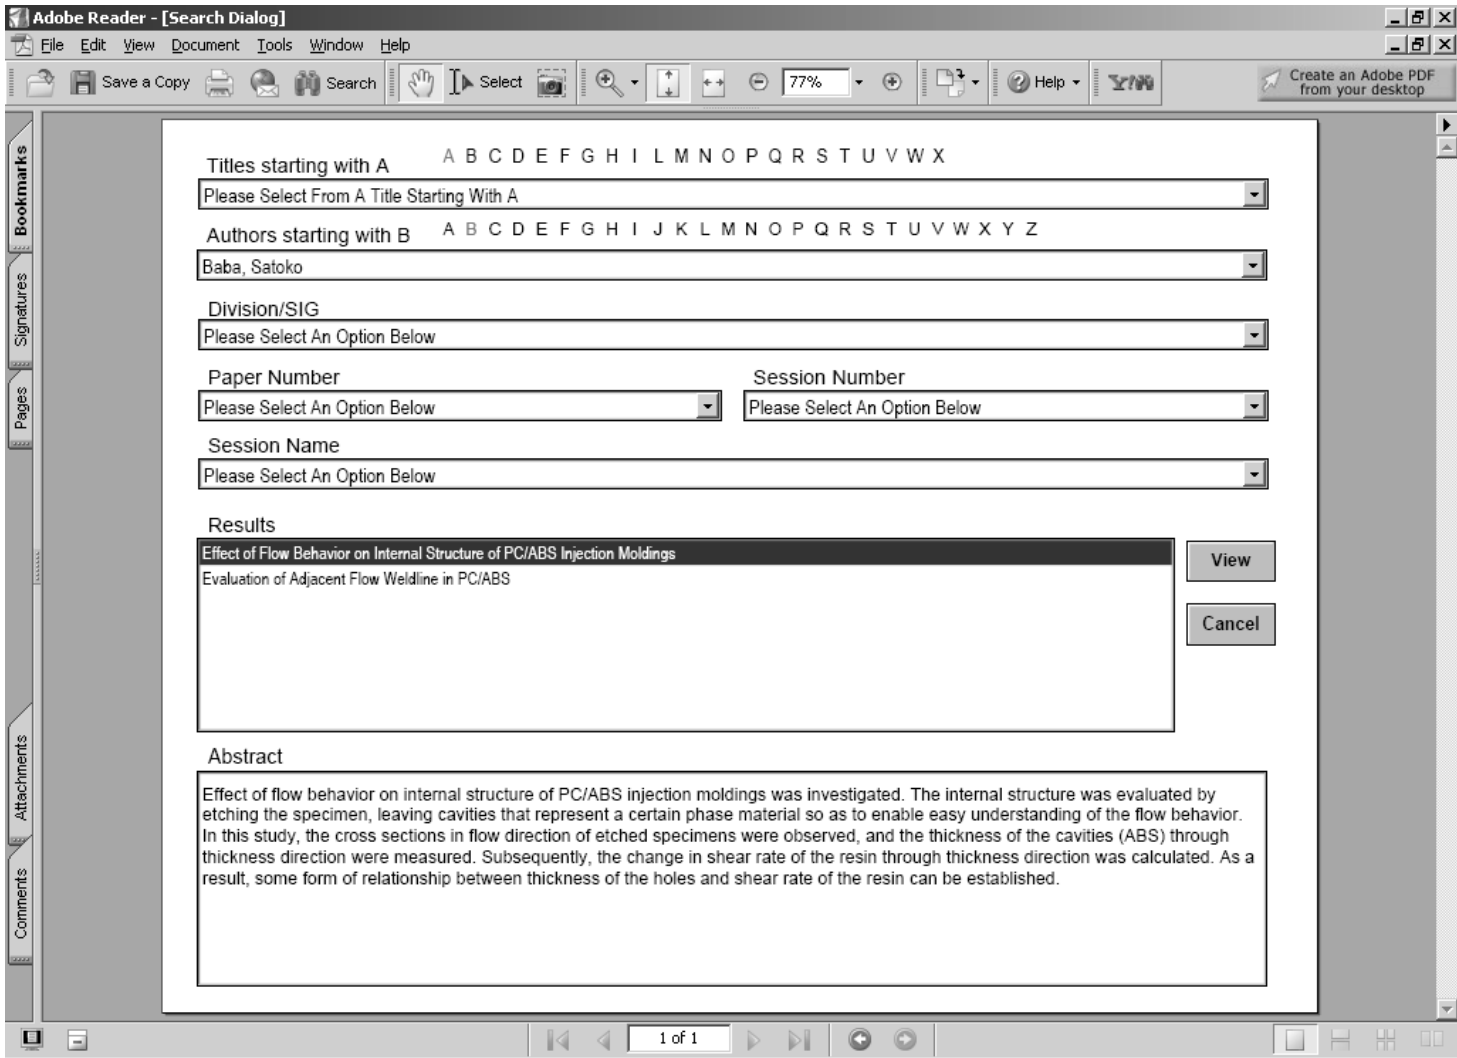 Adobe Reader - [Search Dialog]
File Edit View Document Tools Window Help
Save a Copy Search Select 77% Help Y! Create an Adobe PDF
from your desktop
Bookmarks
Signatures
Pages
Attachments
Comments
Titles starting with A
A B C D E F G H I L M N O P Q R S T U V W X
Please Select From A Title Starting With A
Authors starting with B
A B C D E F G H I J K L M N O P Q R S T U V W X Y Z
Baba, Satoko
Division/SIG
Please Select An Option Below
Paper Number
Session Number
Please Select An Option Below
Please Select An Option Below
Session Name
Please Select An Option Below
Results
Effect of Flow Behavior on Internal Structure of PC/ABS Injection Moldings
Evaluation of Adjacent Flow Weldline in PC/ABS
View
Cancel
Abstract
Effect of flow behavior on internal structure of PC/ABS injection moldings was investigated. The internal structure was evaluated by
etching the specimen, leaving cavities that represent a certain phase material so as to enable easy understanding of the flow behavior.
In this study, the cross sections in flow direction of etched specimens were observed, and the thickness of the cavities (ABS) through
thickness direction were measured. Subsequently, the change in shear rate of the resin through thickness direction was calculated. As a
result, some form of relationship between thickness of the holes and shear rate of the resin can be established.
1 of 1